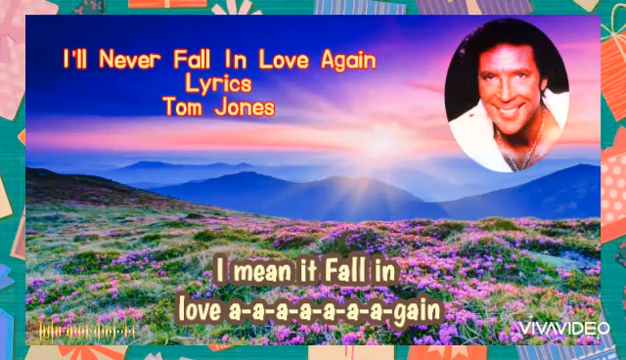 I'll Never Fall In Love Again
Lyrics
Tom Jones
I mean it Fall in
love a-a-a-a-a-a-a-gain
VIVAVIDEO